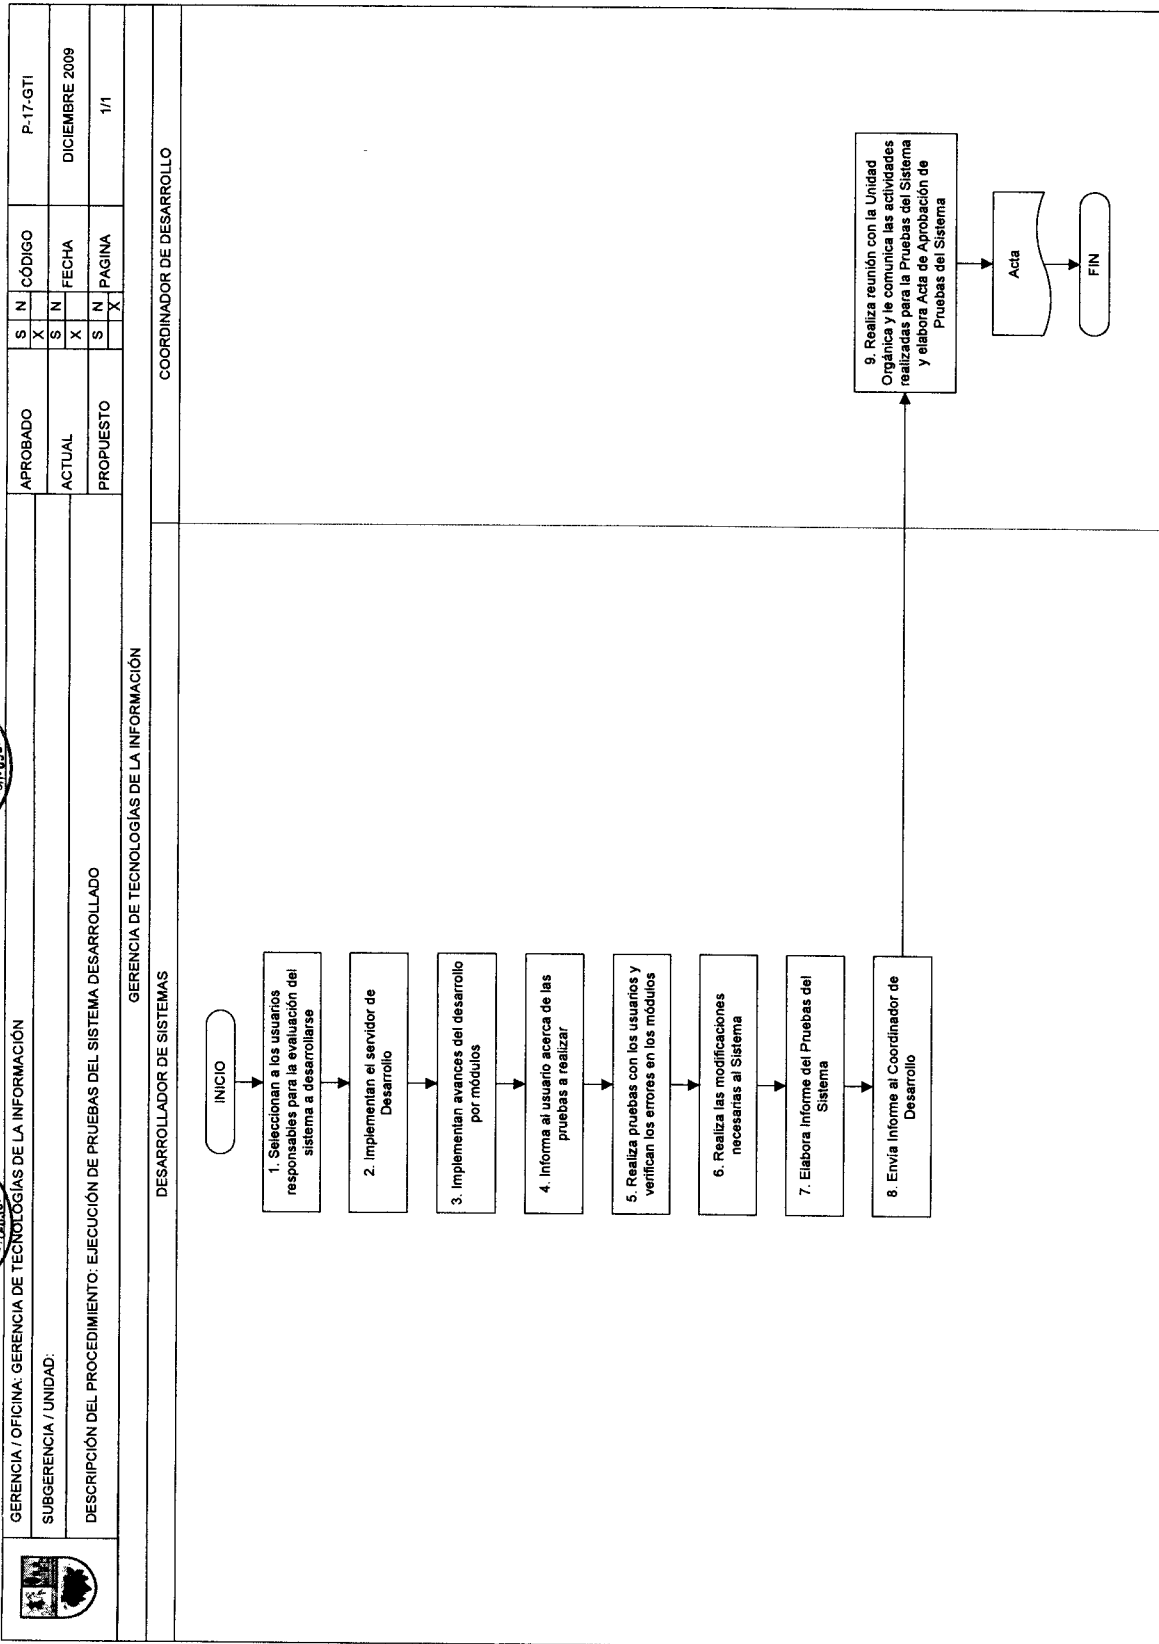 GERENCIA / OFICINA: GERENCIA DE TECNOLOGÍAS DE LA INFORMACIÓN
SUBGERENCIA / UNIDAD:
DESCRIPCIÓN DEL PROCEDIMIENTO: EJECUCIÓN DE PRUEBAS DEL SISTEMA DESARROLLADO
APROBADO S N CÓDIGO P-17-GTI
X
ACTUAL S N FECHA DICIEMBRE 2009
X
PROPUESTO S N PAGINA 1/1
X
GERENCIA DE TECNOLOGÍAS DE LA INFORMACIÓN
DESARROLLADOR DE SISTEMAS
COORDINADOR DE DESARROLLO
INICIO
1. Seleccionan a los usuarios
responsables para la evaluación del
sistema a desarrollarse
2. Implementan el servidor de
Desarrollo
3. Implementan avances del desarrollo
por módulos
4. Informa al usuario acerca de las
pruebas a realizar
5. Realiza pruebas con los usuarios y
verifican los errores en los módulos
6. Realiza las modificaciones
necesarias al Sistema
7. Elabora Informe del Pruebas del
Sistema
8. Envía Informe al Coordinador de
Desarrollo
9. Realiza reunión con la Unidad
Orgánica y le comunica las actividades
realizadas para la Pruebas del Sistema
y elabora Acta de Aprobación de
Pruebas del Sistema
Acta
FIN